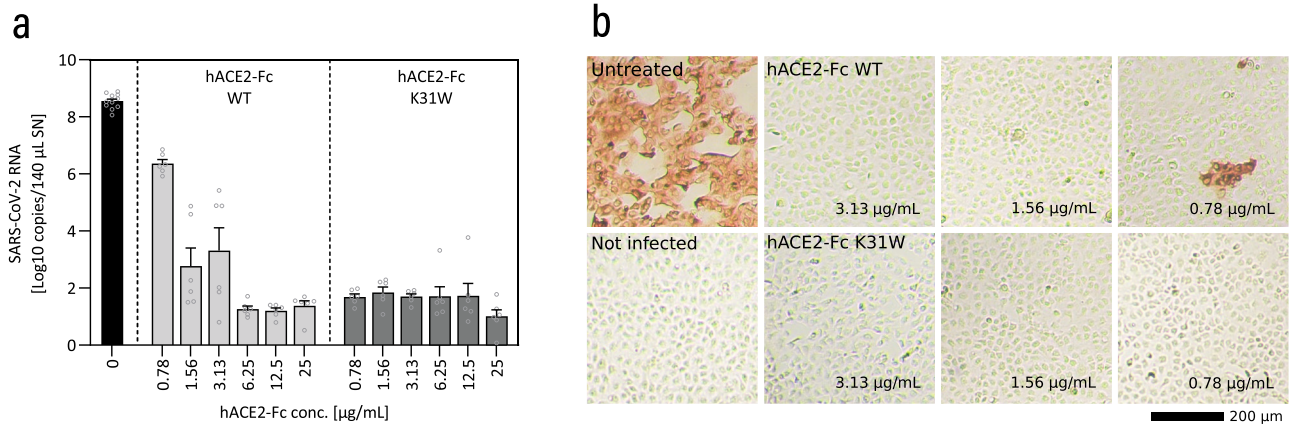 a
SARS-CoV-2 RNA
[Log10 copies/140 µL SN]
10
8
6
4
2
0
hACE2-Fc
WT
hACE2-Fc
K31W
0
0.78
1.56
3.13
6.25
12.5
25
0.78
1.56
3.13
6.25
12.5
25
hACE2-Fc conc. [µg/mL]
b
Untreated
hACE2-Fc WT
3.13 µg/mL
1.56 µg/mL
0.78 µg/mL
Not infected
hACE2-Fc K31W
3.13 µg/mL
1.56 µg/mL
0.78 µg/mL
200 µm